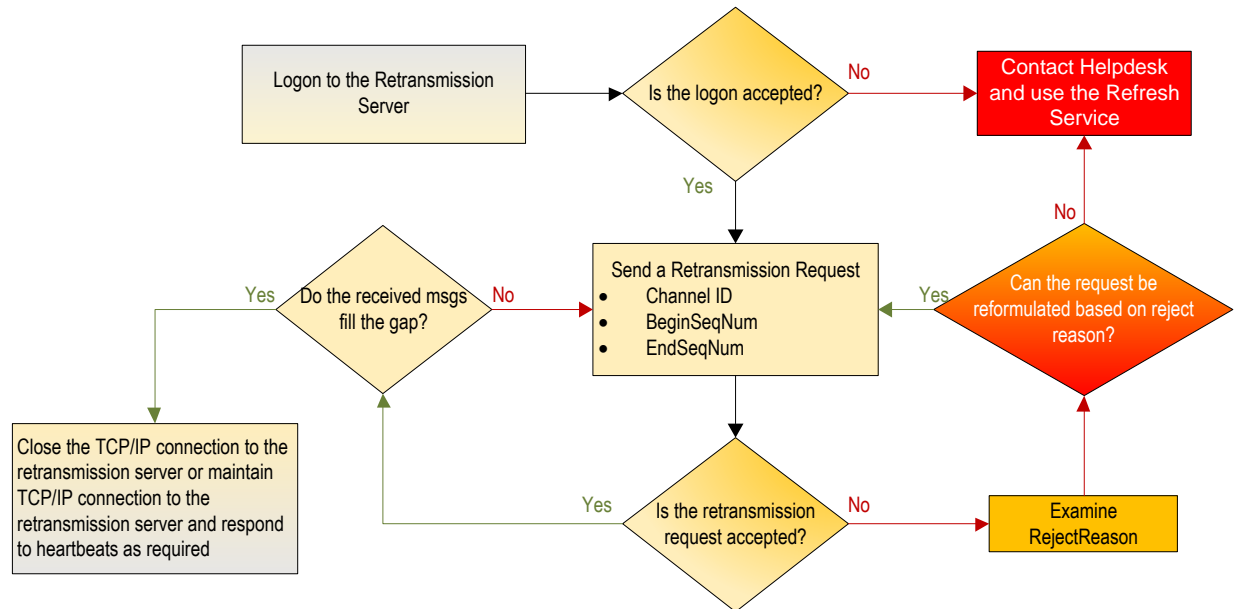 Logon to the Retransmission
Server
Is the logon accepted?
No
Contact Helpdesk
and use the Refresh
Service
Yes
No
Yes
Do the received msgs
fill the gap?
No
Send a Retransmission Request
• Channel ID
• BeginSeqNum
• EndSeqNum
Yes
Can the request be
reformulated based on reject
reason?
Close the TCP/IP connection to the
retransmission server or maintain
TCP/IP connection to the
retransmission server and respond
to heartbeats as required
Yes
Is the retransmission
request accepted?
No
Examine
RejectReason